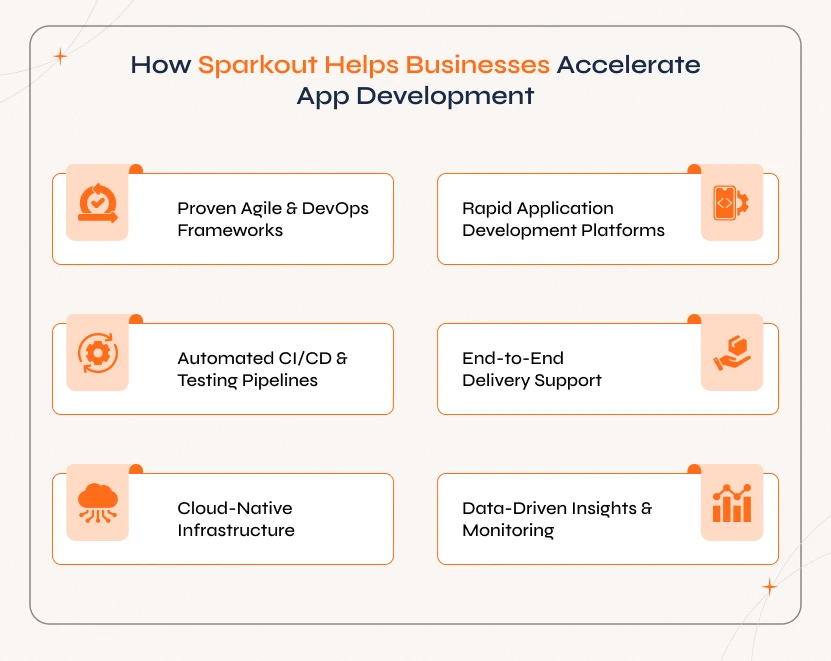 How Sparkout Helps Businesses Accelerate
App Development
Proven Agile & DevOps
Frameworks
Rapid Application
Development Platforms
Automated CI/CD &
Testing Pipelines
End-to-End
Delivery Support
Cloud-Native
Infrastructure
Data-Driven Insights &
Monitoring